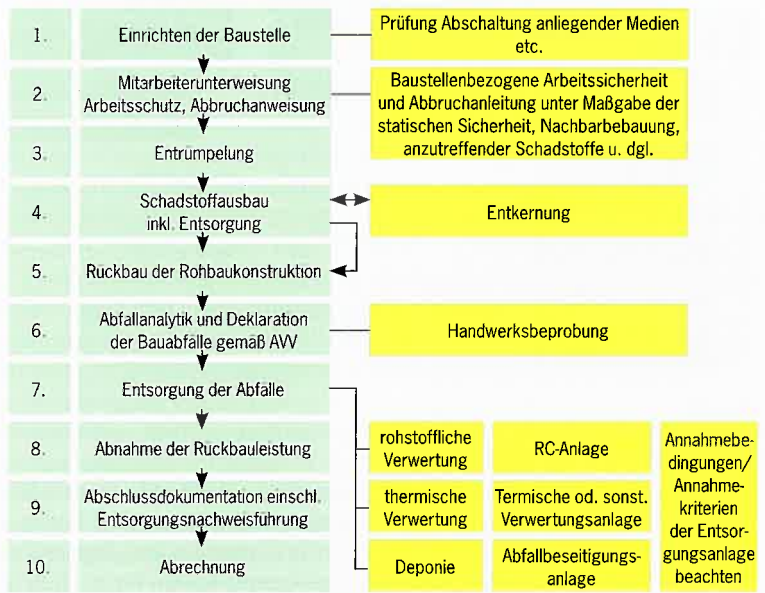 1. Einrichten der Baustelle
Prüfung Abschaltung anliegender Medien
etc.
2. Mitarbeiterunterweisung
Arbeitsschutz, Abbruchanweisung
Baustellenbezogene Arbeitssicherheit
und Abbruchanleitung unter Maßgabe der
statischen Sicherheit, Nachbarbebauung,
anzutreffender Schadstoffe u. dgl.
3. Entrümpelung
4. Schadstoffausbau
inkl. Entsorgung
Entkernung
5. Rückbau der Rohbaukonstruktion
6. Abfallanalytik und Deklaration
der Bauabfälle gemäß AVV
Handwerksbeprobung
7. Entsorgung der Abfälle
8. Abnahme der Rückbauleistung
rohstoffliche
Verwertung
RC-Anlage
9. Abschlussdokumentation einschl.
Entsorgungsnachweisführung
thermische
Verwertung
Termische od. sonst.
Verwertungsanlage
10. Abrechnung
Deponie
Abfallbeseitigungs-
anlage
Annahmebe-
dingungen/
Annahme-
kriterien
der Entsor-
gungsanlage
beachten